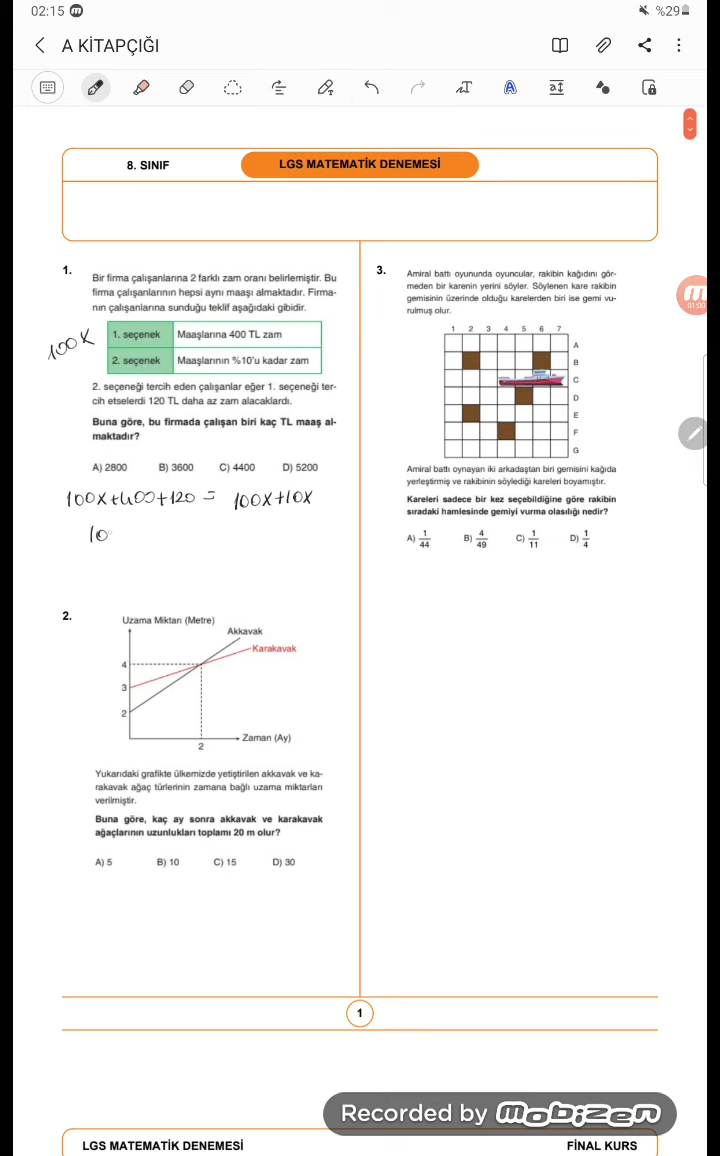 02:15 m %29
A KİTAPÇIĞI
8. SINIF
LGS MATEMATİK DENEMESİ
1.
Bir firma çalışanlarına 2 farklı zam oranı belirlemiştir. Bu
firma çalışanlarının hepsi aynı maaşı almaktadır. Firma-
nın çalışanlarına sunduğu teklif aşağıdaki gibidir.
100X
1. seçenek Maaşlarına 400 TL zam
2. seçenek Maaşlarının %10'u kadar zam
2. seçeneği tercih eden çalışanlar eğer 1. seçeneği ter-
cih etselerdi 120 TL daha az zam alacaklardı.
Buna göre, bu firmada çalışan biri kaç TL maaş al-
maktadır?
A) 2800 B) 3600 C) 4400 D) 5200
100X+400+120 = 100X+10X
10
2.
Uzama Miktarı (Metre)
Akkavak
Karakavak
4
3
2
2
Zaman (Ay)
Yukarıdaki grafikte ülkemizde yetiştirilen akkavak ve ka-
rakavak ağaç türlerinin zamana bağlı uzama miktarları
verilmiştir.
Buna göre, kaç ay sonra akkavak ve karakavak
ağaçlarının uzunlukları toplamı 20 m olur?
A) 5 B) 10 C) 15 D) 30
3.
Amiral battı oyununda oyuncular, rakibin kağıdını gör-
meden bir karenin yerini söyler. Söylenen kare rakibin
gemisinin üzerinde olduğu karelerden biri ise gemi vu-
rulmuş olur.
1 2 3 4 5 6 7
A
B
C
D
E
F
G
Amiral battı oynayan iki arkadaştan biri gemisini kağıda
yerleştirmiş ve rakibinin söylediği kareleri boyamıştır.
Kareleri sadece bir kez seçebildiğine göre rakibin
sıradaki hamlesinde gemiyi vurma olasılığı nedir?
A) 1/44 B) 4/49 C) 1/11 D) 1/4
m
01:00
1
Recorded by mobizen
LGS MATEMATİK DENEMESİ
FİNAL KURS